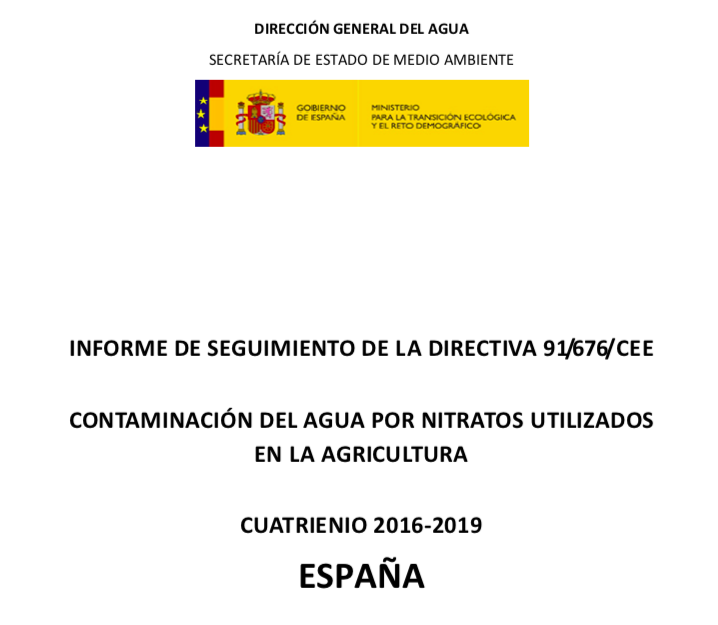 DIRECCIÓN GENERAL DEL AGUA
SECRETARÍA DE ESTADO DE MEDIO AMBIENTE
GOBIERNO
DE ESPAÑA
MINISTERIO
PARA LA TRANSICIÓN ECOLÓGICA
Y EL RETO DEMOGRÁFICO
INFORME DE SEGUIMIENTO DE LA DIRECTIVA 91/676/CEE
CONTAMINACIÓN DEL AGUA POR NITRATOS UTILIZADOS
EN LA AGRICULTURA
CUATRIENIO 2016-2019
ESPAÑA